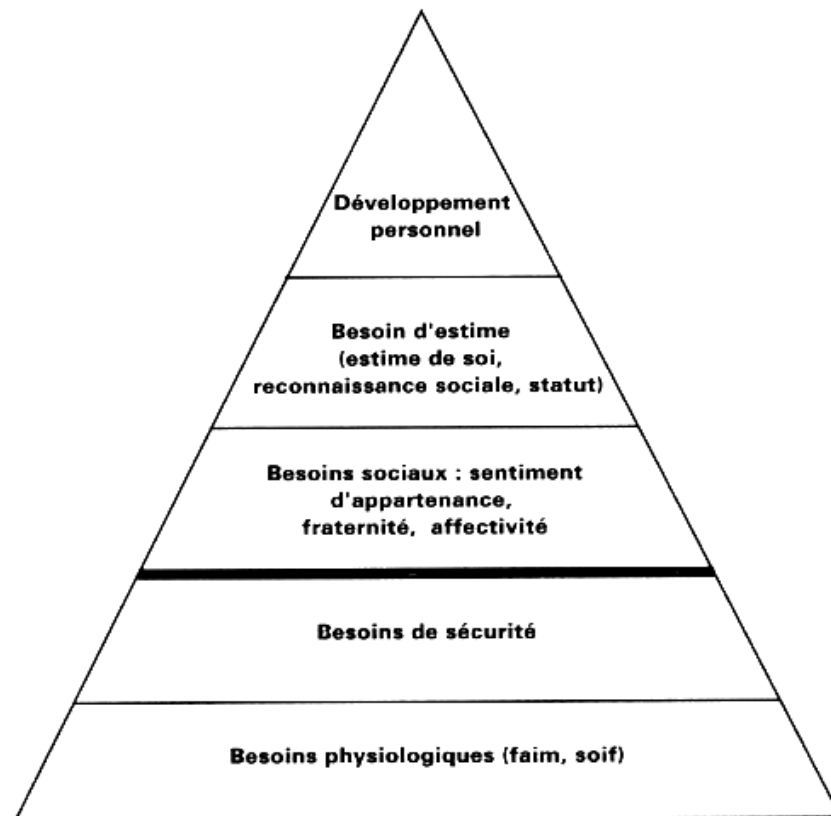 Développement
personnel
Besoin d'estime
(estime de soi,
reconnaissance sociale, statut)
Besoins sociaux : sentiment
d'appartenance,
fraternité, affectivité
Besoins de sécurité
Besoins physiologiques (faim, soif)